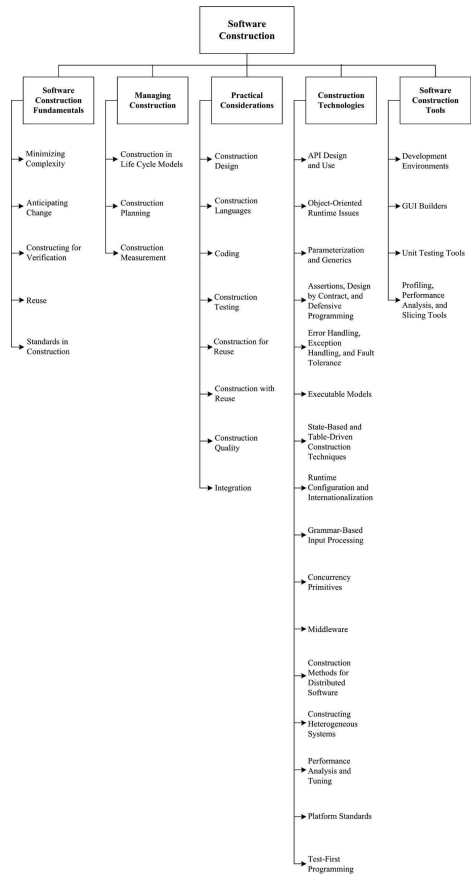 Software
Construction
Software
Construction
Fundamentals
Managing
Construction
Practical
Considerations
Construction
Technologies
Software
Construction
Tools
Minimizing
Complexity
Anticipating
Change
Constructing for
Verification
Reuse
Standards in
Construction
Construction in
Life Cycle Models
Construction
Planning
Construction
Measurement
Construction
Design
Construction
Languages
Coding
Construction
Testing
Construction for
Reuse
Construction with
Reuse
Construction
Quality
Integration
API Design
and Use
Object-Oriented
Runtime Issues
Parameterization
and Generics
Assertions, Design
by Contract, and
Defensive
Programming
Error Handling,
Exception
Handling, and Fault
Tolerance
Executable Models
State-Based and
Table-Driven
Construction
Techniques
Runtime
Configuration and
Internationalization
Grammar-Based
Input Processing
Concurrency
Primitives
Middleware
Construction
Methods for
Distributed
Software
Constructing
Heterogeneous
Systems
Performance
Analysis and
Tuning
Platform Standards
Test-First
Programming
Development
Environments
GUI Builders
Unit Testing Tools
Profiling,
Performance
Analysis, and
Slicing Tools